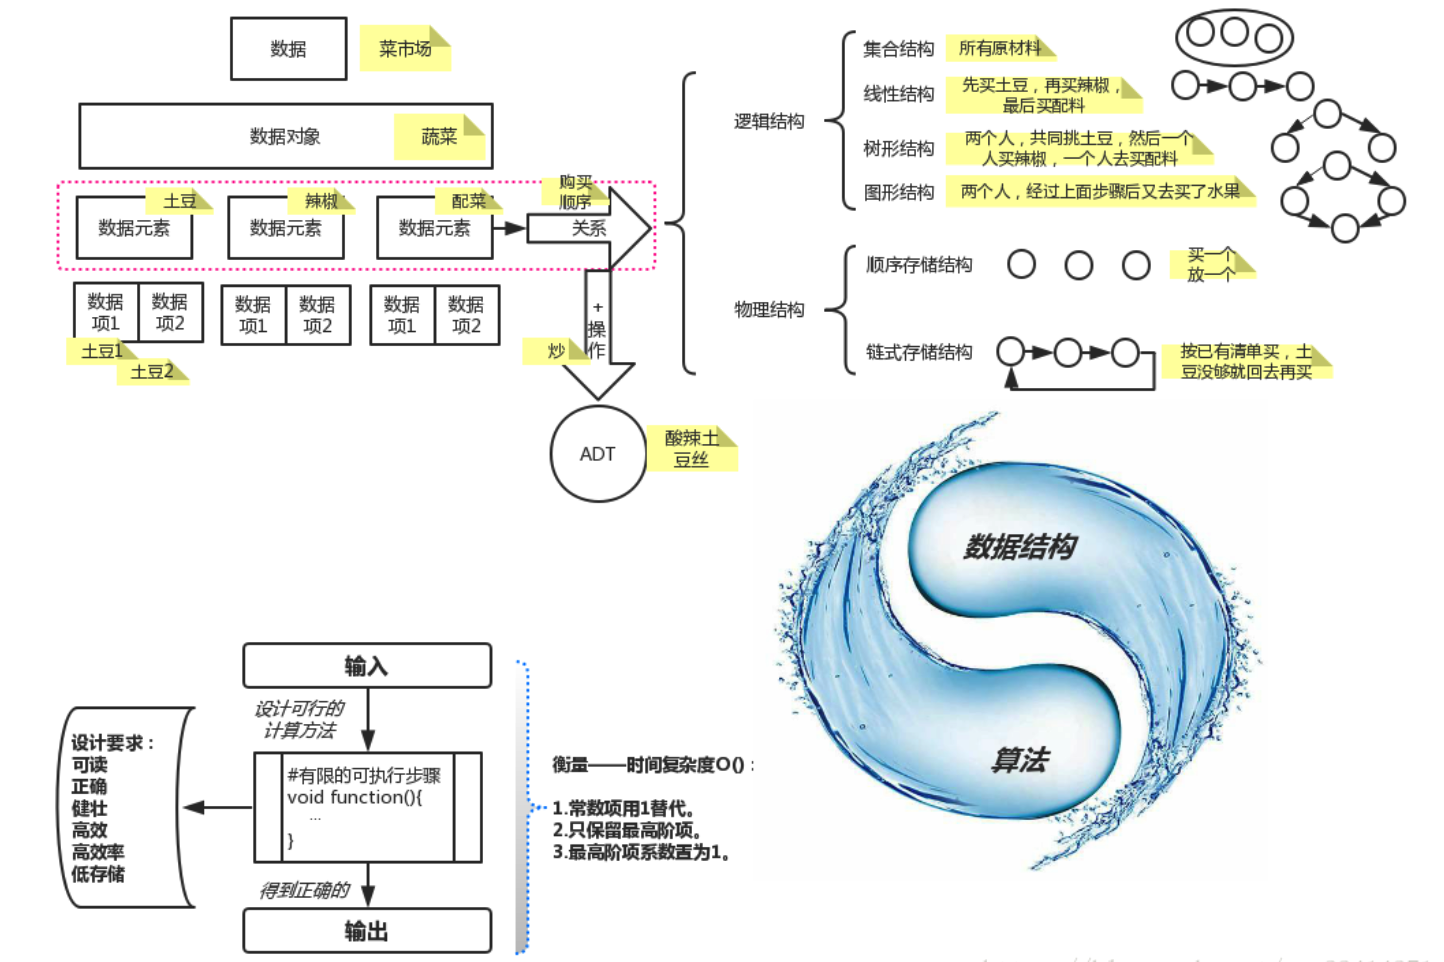 数据
菜市场
数据对象
蔬菜
土豆
数据元素
辣椒
数据元素
配菜
数据元素
购买
顺序
关系
数据
项1
数据
项2
数据
项1
数据
项2
数据
项1
数据
项2
土豆1
土豆2
+
操
作
炒
ADT
酸辣土
豆丝
逻辑结构
集合结构
所有原材料
线性结构
先买土豆，再买辣椒，
最后买配料
树形结构
两个人，共同挑土豆，然后一个
人买辣椒，一个人去买配料
图形结构
两个人，经过上面步骤后又去买了水果
物理结构
顺序存储结构
买一个
放一个
链式存储结构
按已有清单买，土
豆没够就回去再买
数据结构
算法
输入
设计可行的
计算方法
#有限的可执行步骤
void function(){
...
}
得到正确的
输出
设计要求：
可读
正确
健壮
高效
高效率
低存储
衡量——时间复杂度O()：
1.常数项用1替代。
2.只保留最高阶项。
3.最高阶项系数置为1。